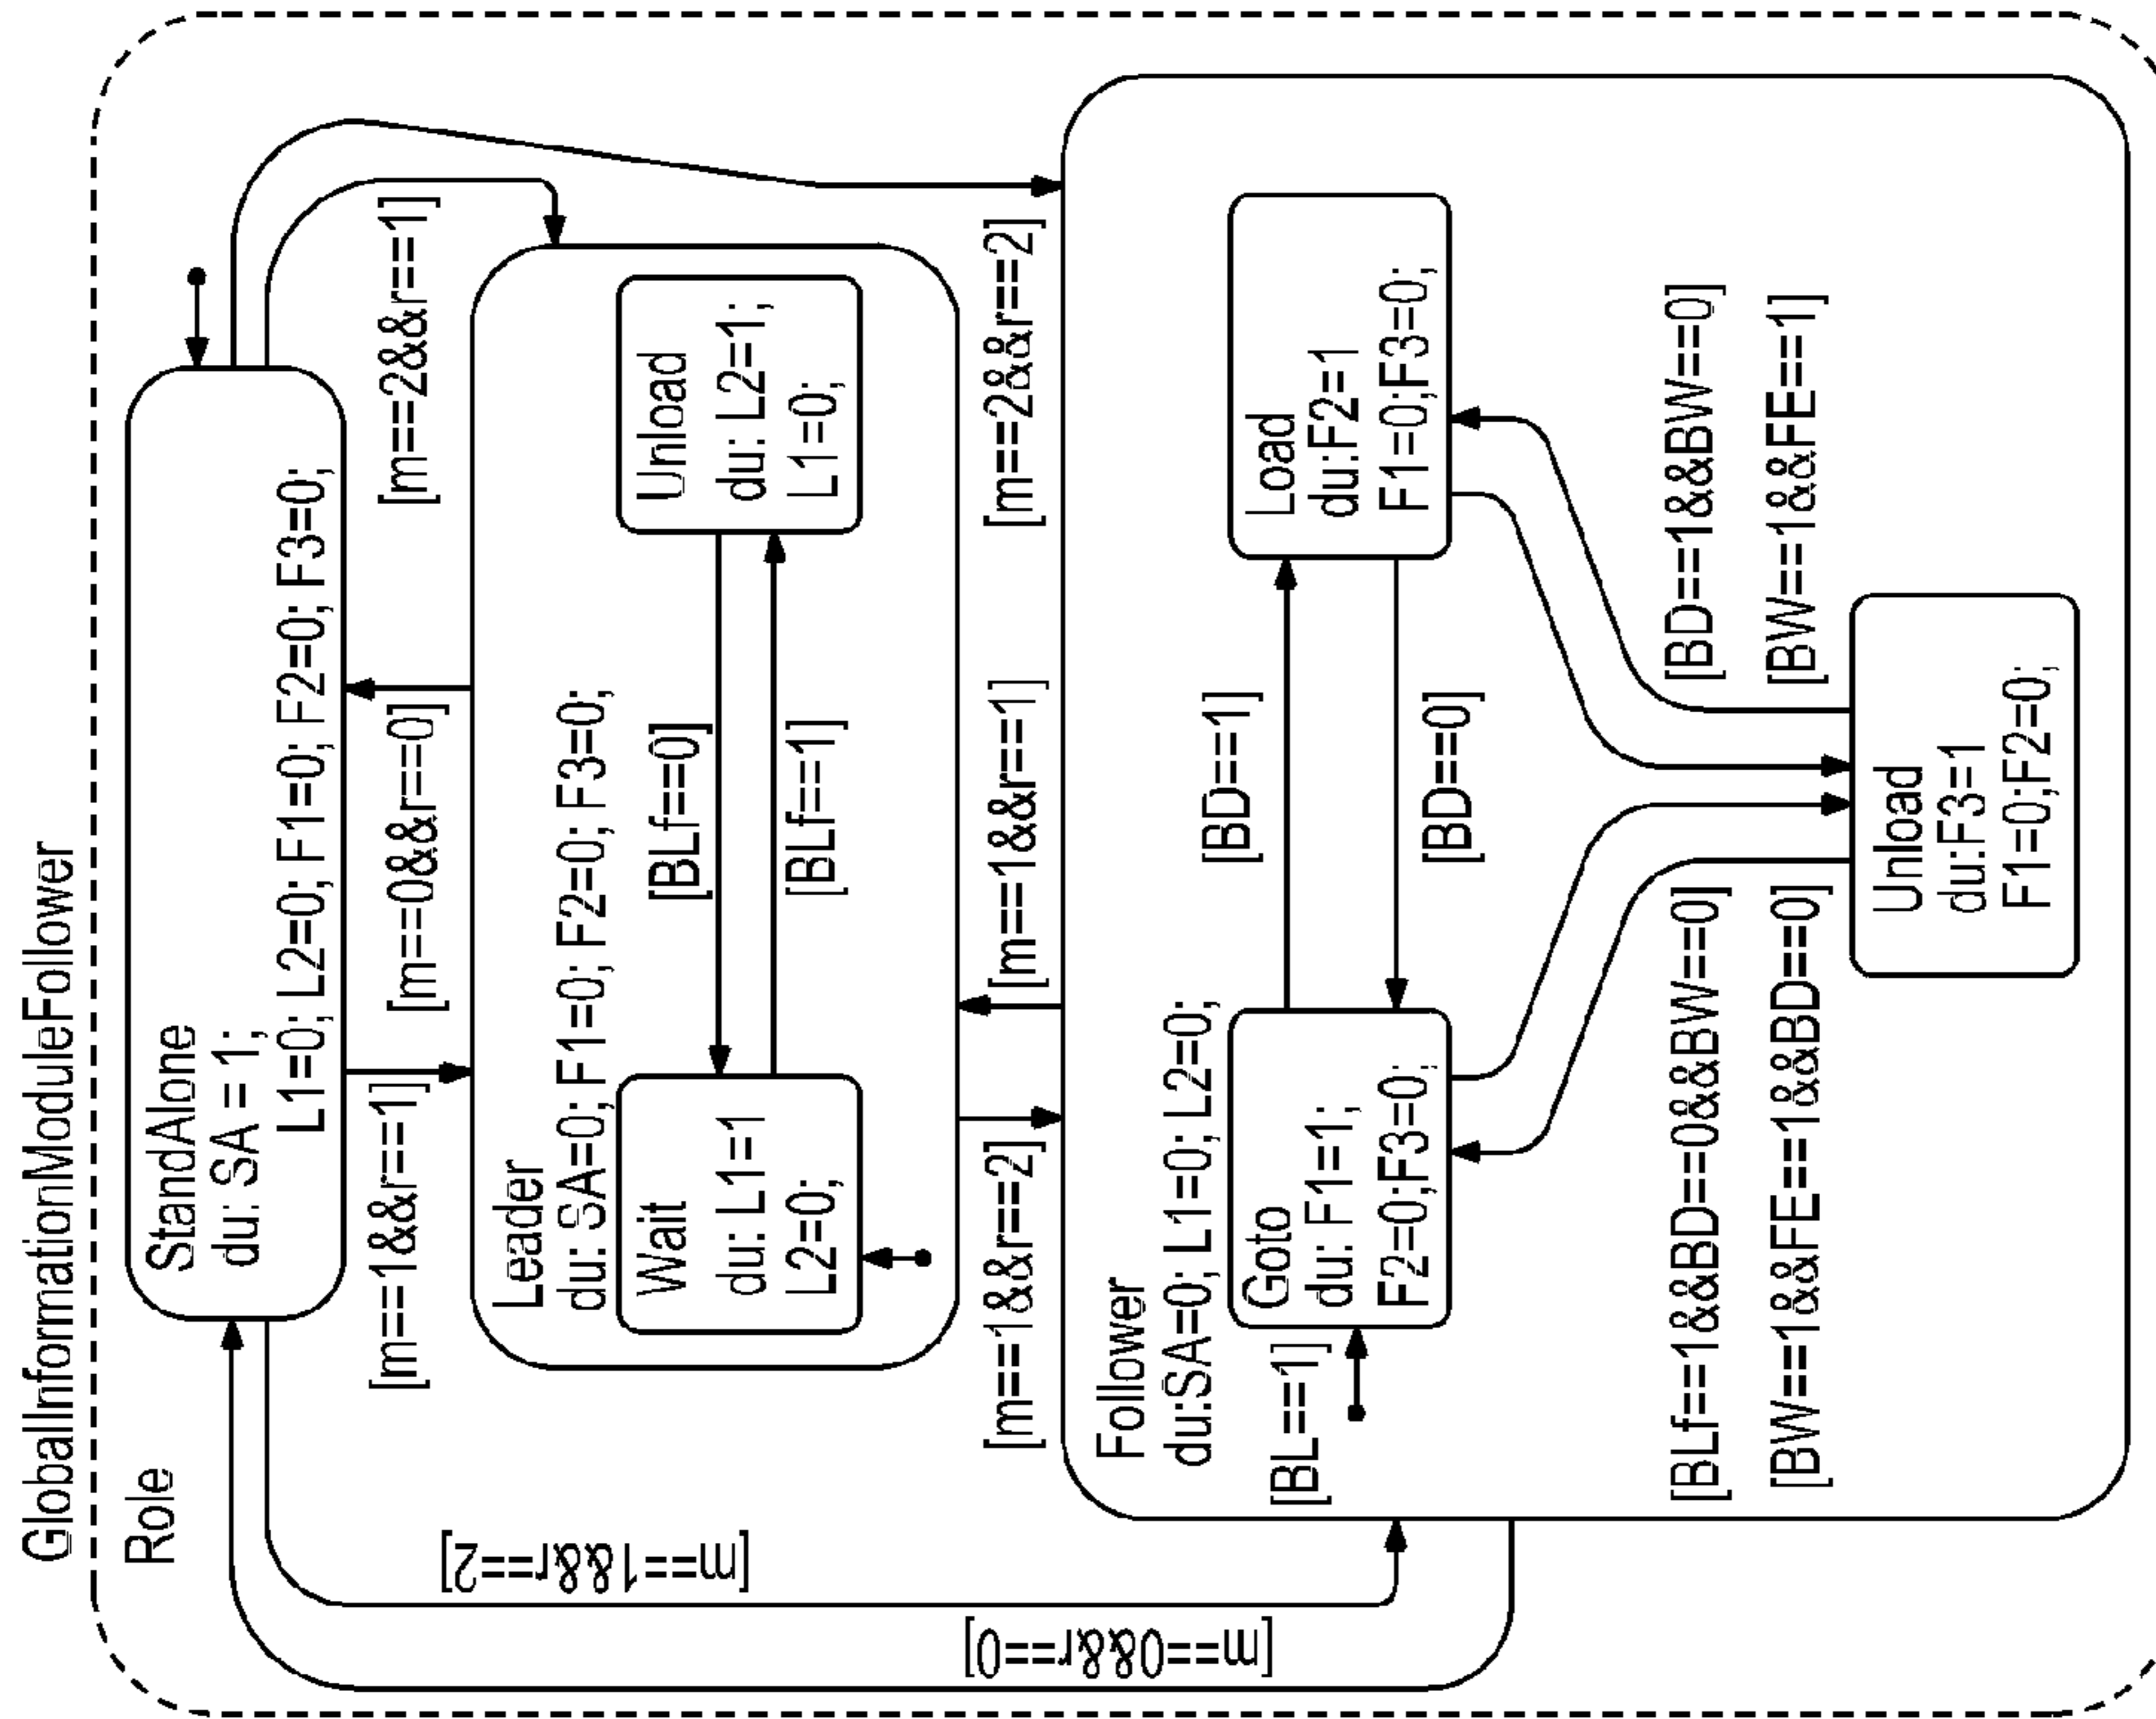 GlobalInformationModuleFollower
Role
StandAlone
du: SA = 1;
L1=0; L2=0; F1=0; F2=0; F3=0;
[m==1&&r==1]
[m==0&&r==0]
[m==2&&r==1]
Leader
du: SA=0; F1=0; F2=0; F3=0;
Wait
du: L1=1
L2=0;
[BLf==0]
[BLf==1]
Unload
du: L2=1;
L1=0;
[m==1&&r==2]
[m==0&&r==0]
[m==1&&r==2]
[m==1&&r==1]
[m==2&&r==2]
Follower
du:SA=0; L1=0; L2=0;
[BL==1]
Goto
du: F1=1;
F2=0;F3=0;
[BD==1]
[BD==0]
Load
du:F2=1
F1=0;F3=0;
[BLf==1&&BD==0&&BW==0]
[BW==1&&FE==1&&BD==0]
[BD==1&&BW==0]
[BW==1&&FE==1]
Unload
du:F3=1
F1=0;F2=0;